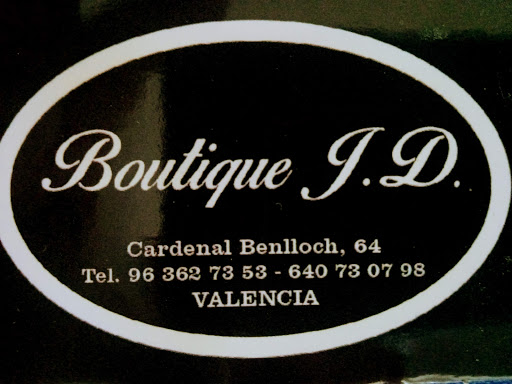 Boutique J.D.
Cardenal Benlloch, 64
Tel. 96 362 73 53 - 640 73 07 98
VALENCIA